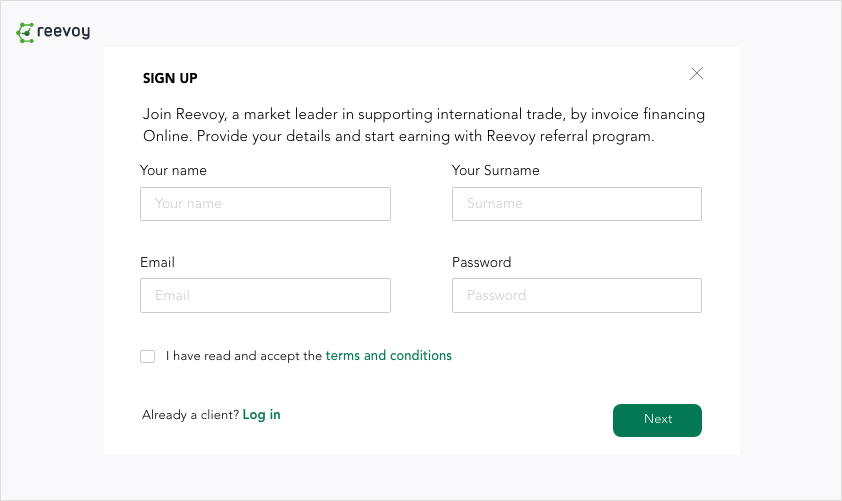 reevoy
SIGN UP
Join Reevoy, a market leader in supporting international trade, by invoice financing
Online. Provide your details and start earning with Reevoy referral program.
Your name
Your Surname
Your name
Surname
Email
Password
Email
Password
I have read and accept the terms and conditions
Already a client? Log in
Next